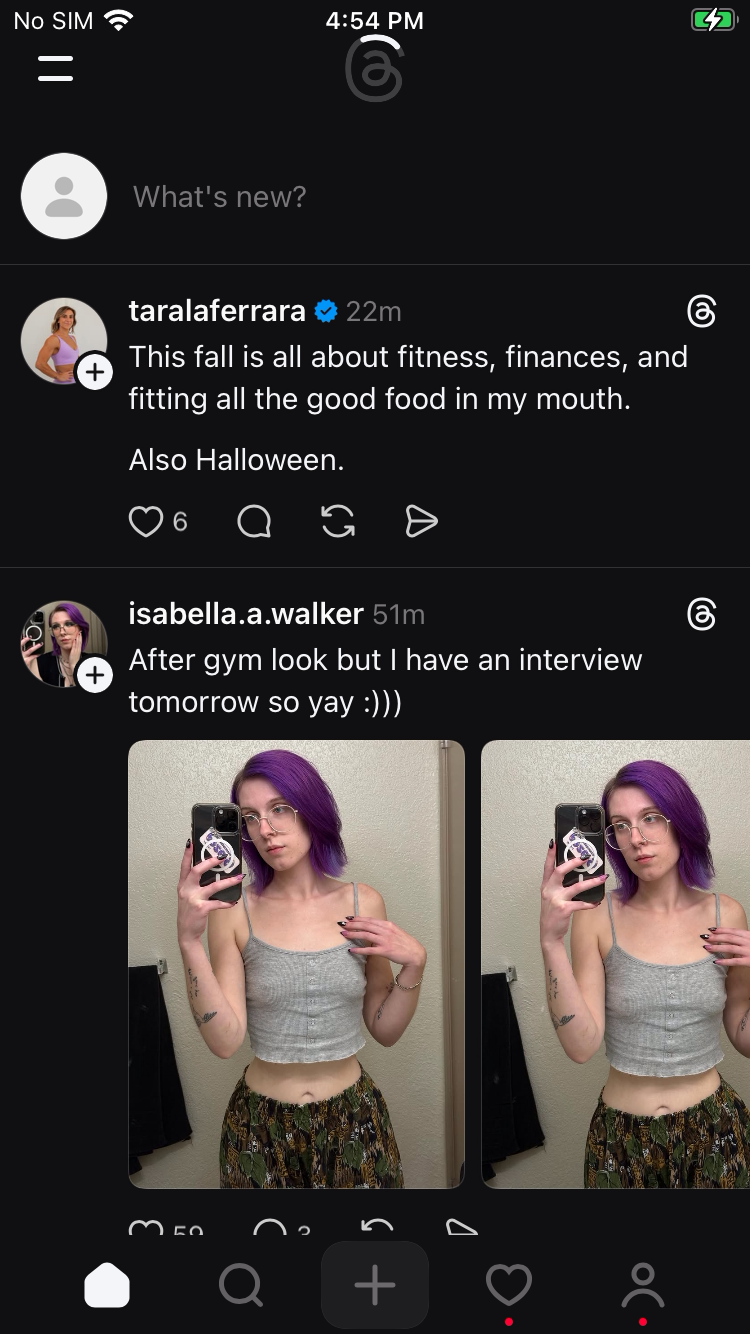 No SIM 4:54 PM
What's new?
taralaferrara 22m
This fall is all about fitness, finances, and
fitting all the good food in my mouth.
Also Halloween.
6
isabella.a.walker 51m
After gym look but I have an interview
tomorrow so yay :)))
59 3